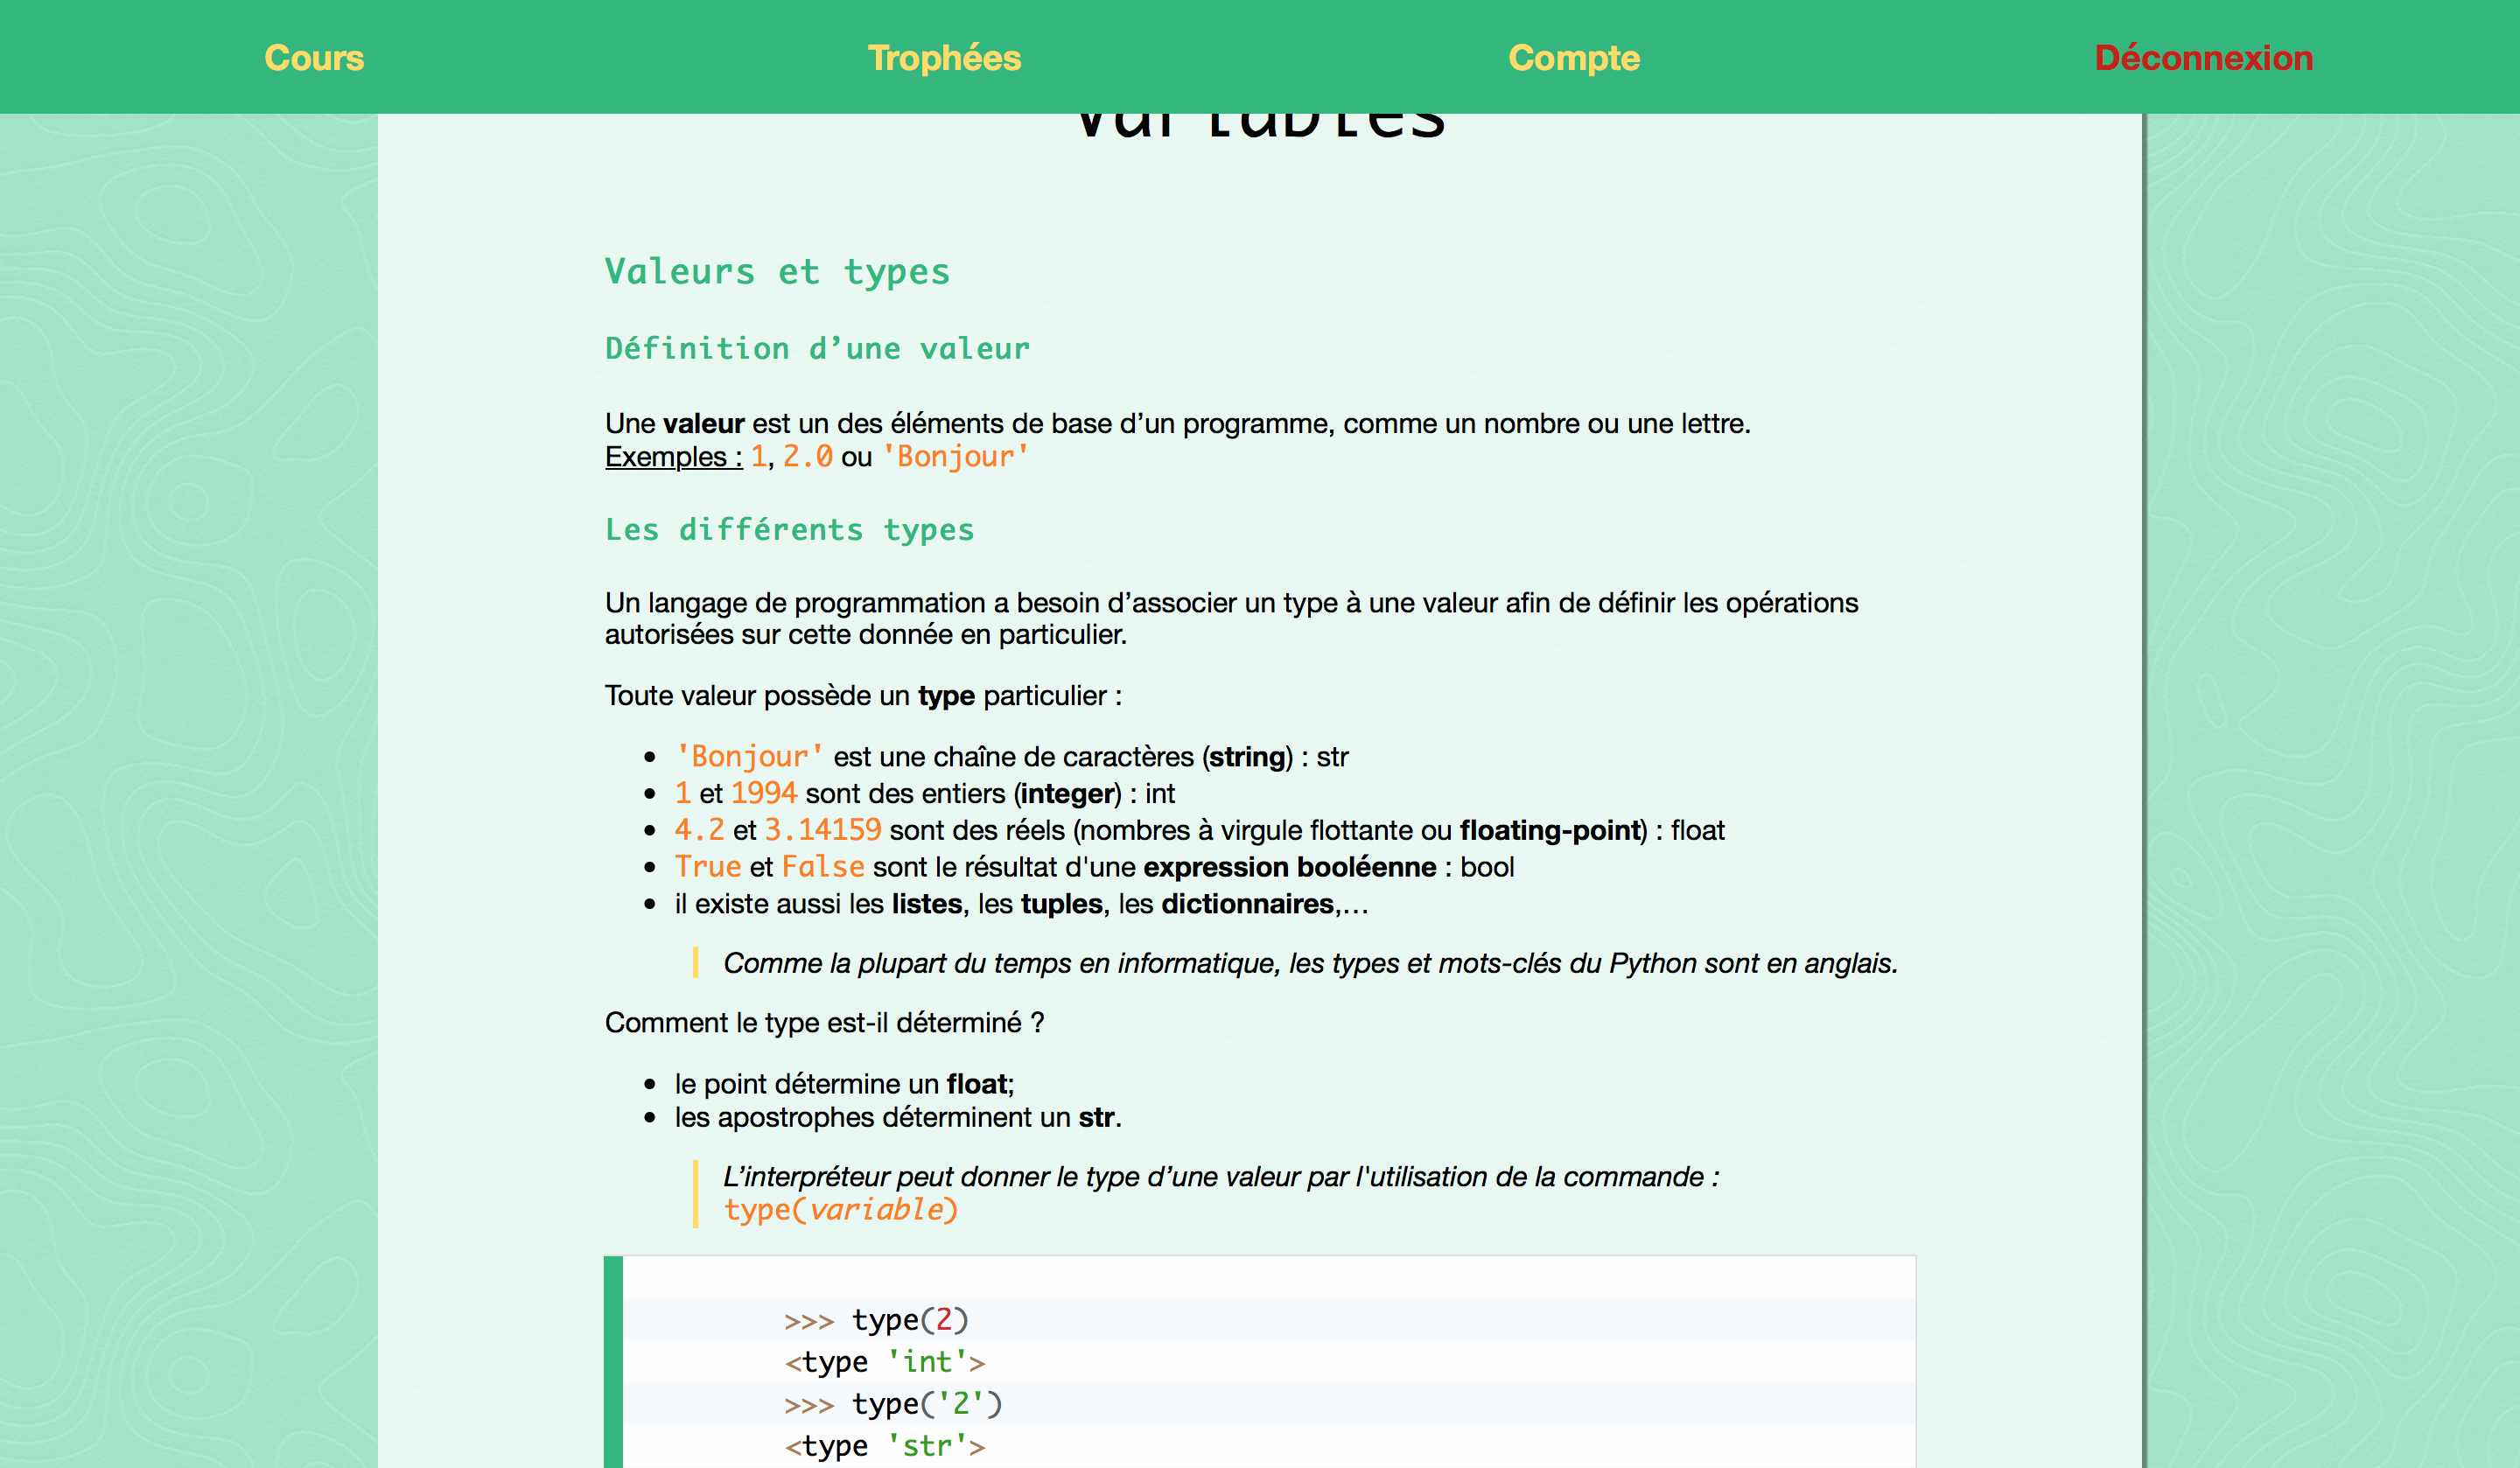 Cours Trophées Compte Déconnexion
Variables
Valeurs et types
Définition d’une valeur
Une valeur est un des éléments de base d’un programme, comme un nombre ou une lettre.
Exemples : 1, 2.0 ou 'Bonjour'
Les différents types
Un langage de programmation a besoin d’associer un type à une valeur afin de définir les opérations
autorisées sur cette donnée en particulier.
Toute valeur possède un type particulier :
• 'Bonjour' est une chaîne de caractères (string) : str
• 1 et 1994 sont des entiers (integer) : int
• 4.2 et 3.14159 sont des réels (nombres à virgule flottante ou floating-point) : float
• True et False sont le résultat d'une expression booléenne : bool
• il existe aussi les listes, les tuples, les dictionnaires,…
Comme la plupart du temps en informatique, les types et mots-clés du Python sont en anglais.
Comment le type est-il déterminé ?
• le point détermine un float;
• les apostrophes déterminent un str.
L’interpréteur peut donner le type d’une valeur par l'utilisation de la commande :
type(variable)
>>> type(2)
<type 'int'>
>>> type('2')
<type 'str'>